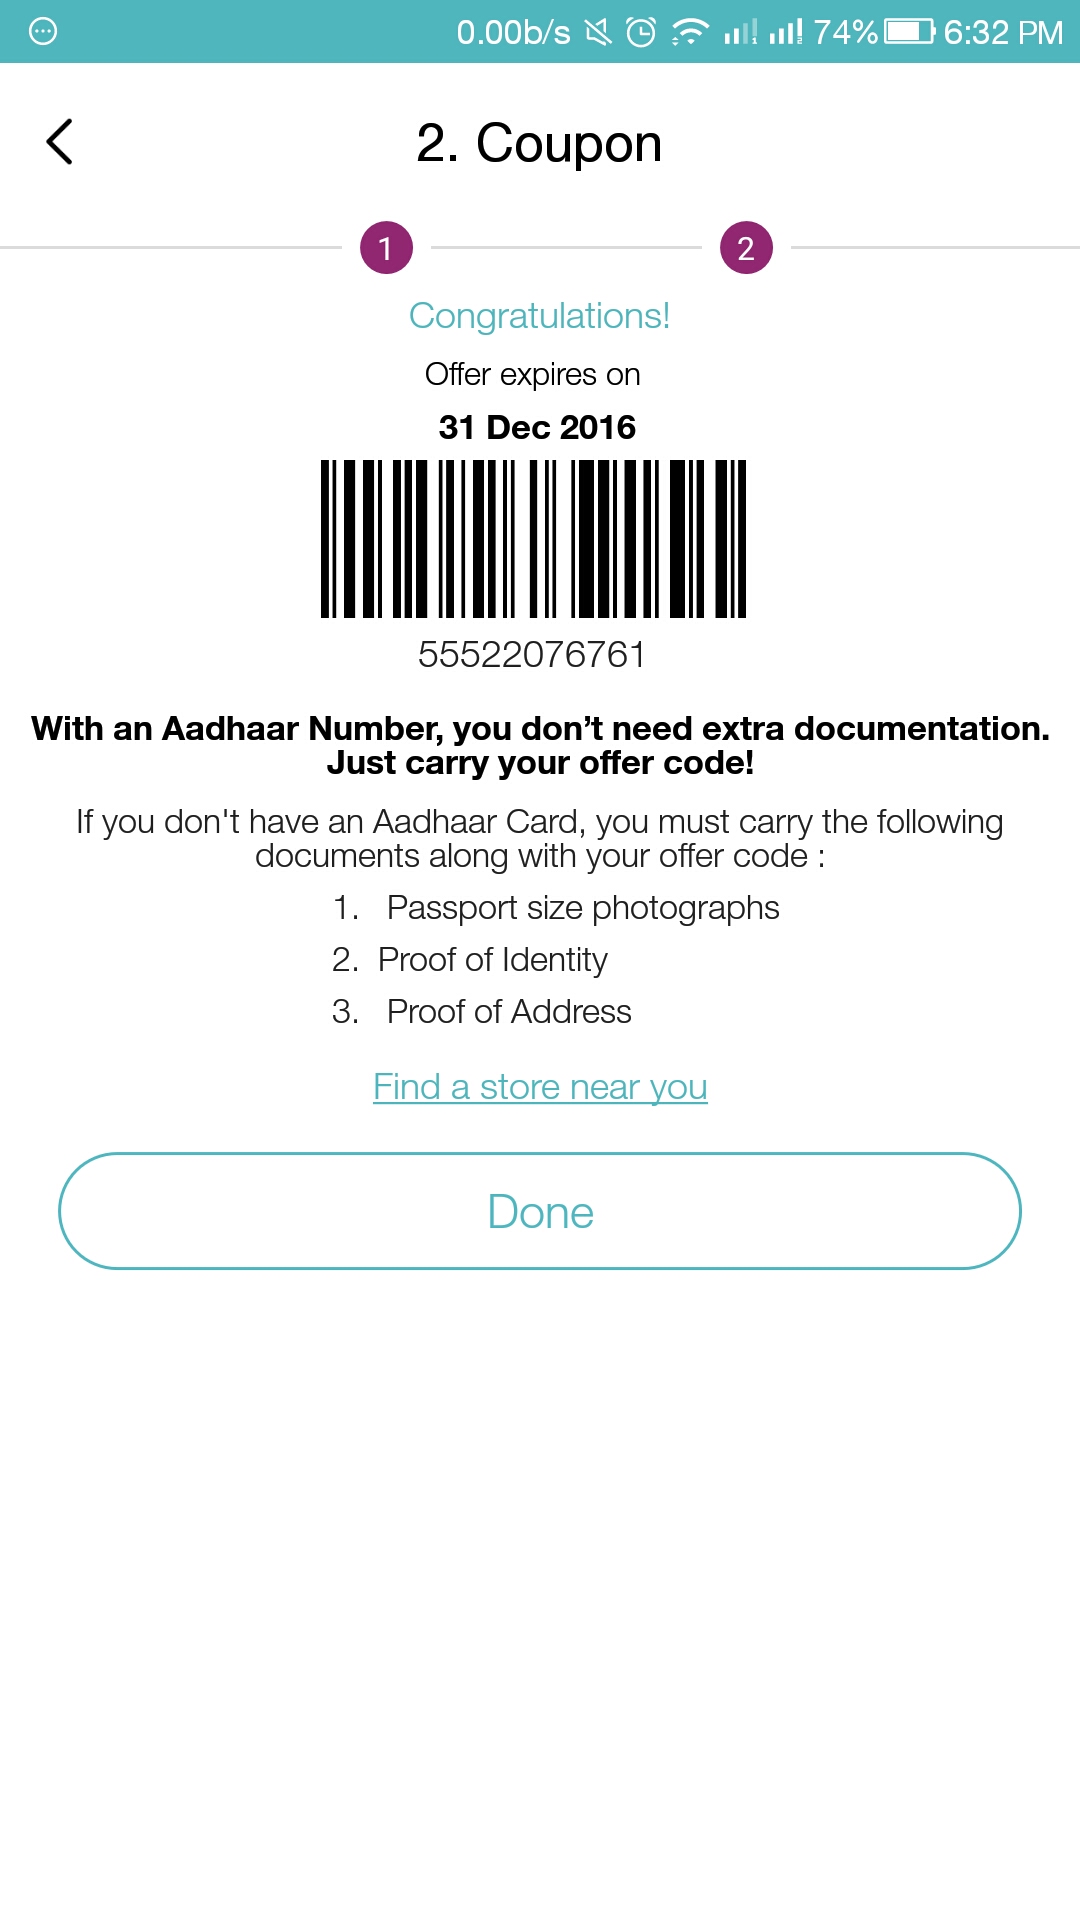 0.00b/s 74% 6:32 PM
2. Coupon
1 2
Congratulations!
Offer expires on
31 Dec 2016
55522076761
With an Aadhaar Number, you don’t need extra documentation.
Just carry your offer code!
If you don't have an Aadhaar Card, you must carry the following
documents along with your offer code :
1. Passport size photographs
2. Proof of Identity
3. Proof of Address
Find a store near you
Done